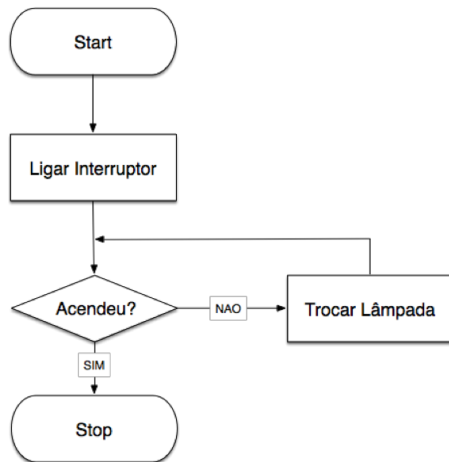 Start
Ligar Interruptor
Acendeu?
NAO
Trocar Lâmpada
SIM
Stop